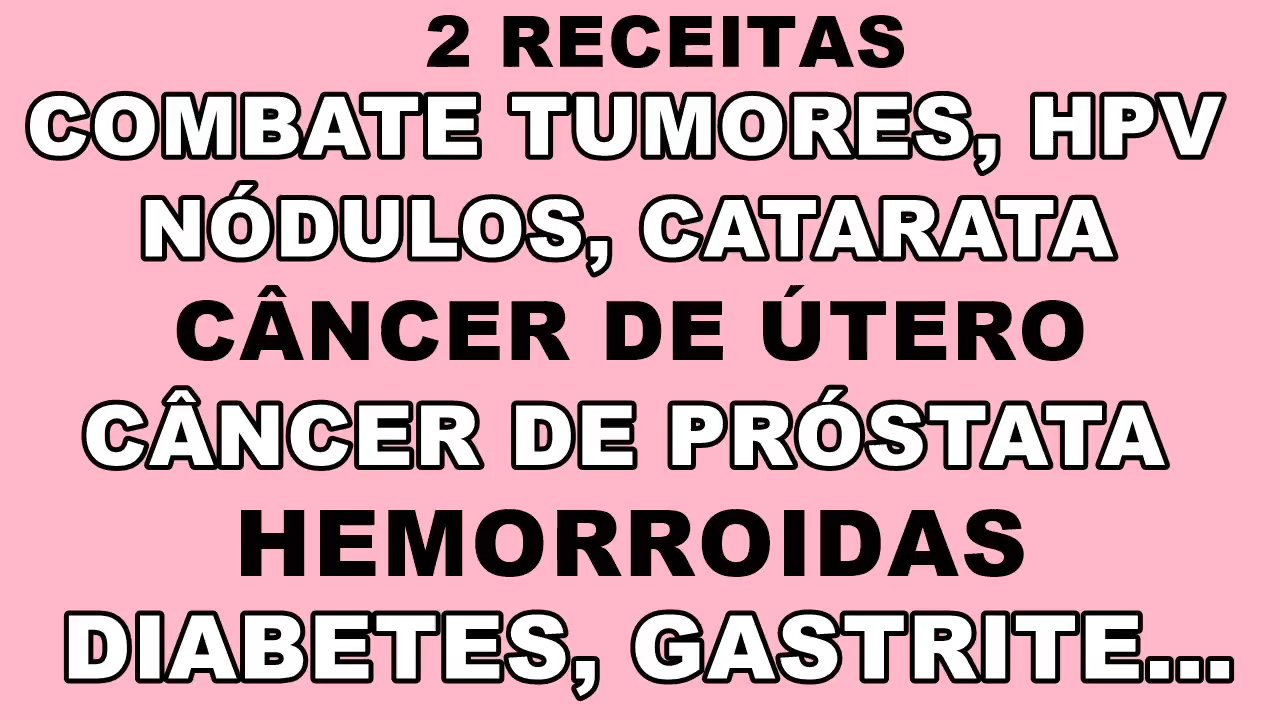 2 RECEITAS
COMBATE TUMORES, HPV
NÓDULOS, CATARATA
CÂNCER DE ÚTERO
CÂNCER DE PRÓSTATA
HEMORROIDAS
DIABETES, GASTRITE...